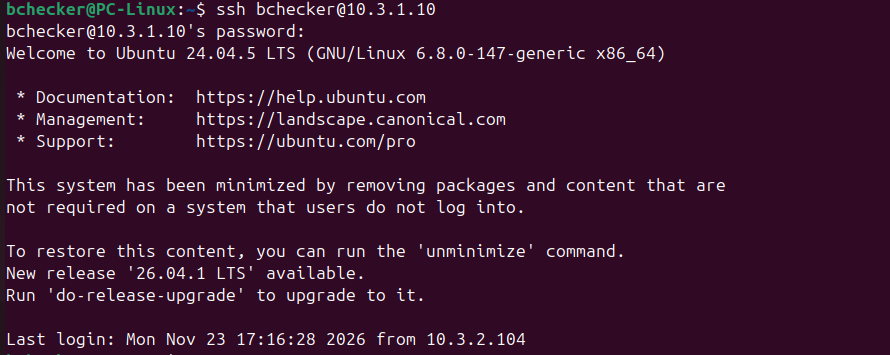 bchecker@PC-Linux:~$ ssh bchecker@10.3.1.10
bchecker@10.3.1.10's password:
Welcome to Ubuntu 24.04.5 LTS (GNU/Linux 6.8.0-147-generic x86_64)
* Documentation: https://help.ubuntu.com
* Management: https://landscape.canonical.com
* Support: https://ubuntu.com/pro
This system has been minimized by removing packages and content that are
not required on a system that users do not log into.
To restore this content, you can run the 'unminimize' command.
New release '26.04.1 LTS' available.
Run 'do-release-upgrade' to upgrade to it.
Last login: Mon Nov 23 17:16:28 2026 from 10.3.2.104